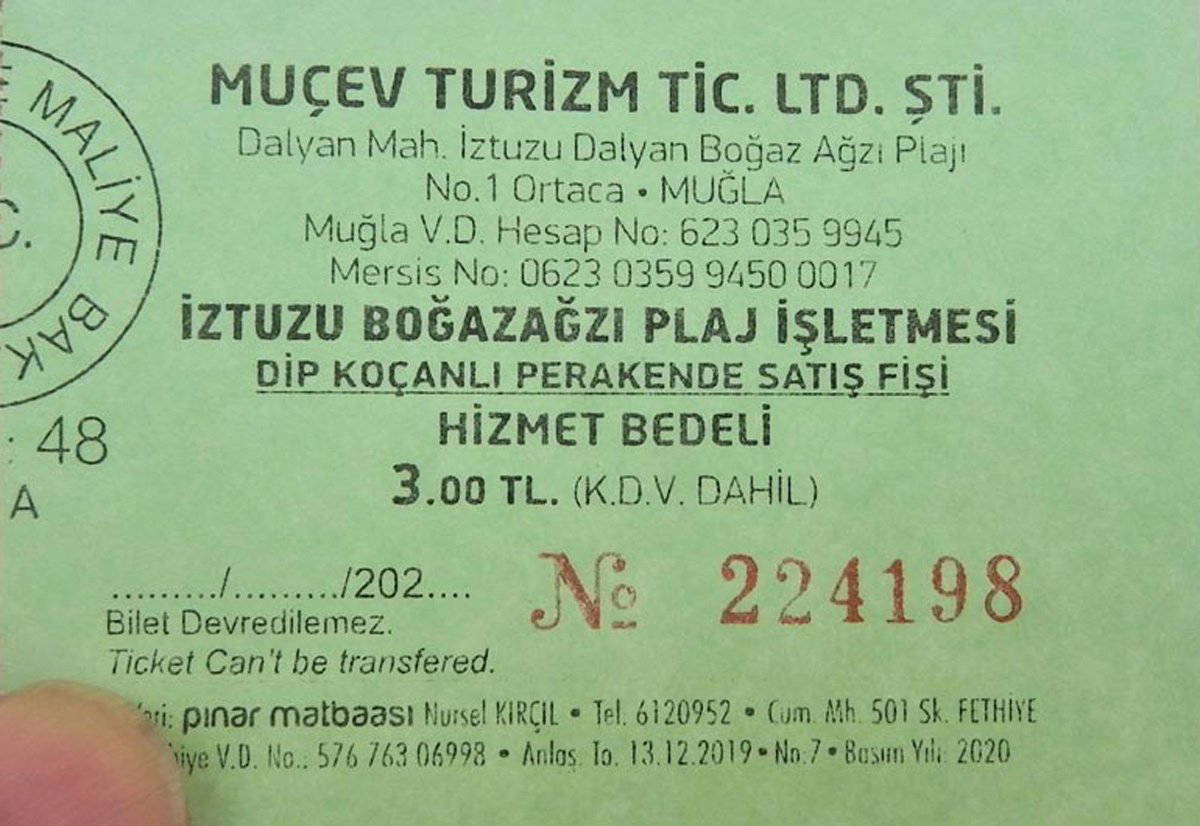 MALİYE BAK
: 48
A
MUÇEV TURİZM TİC. LTD. ŞTİ.
Dalyan Mah. İztuzu Dalyan Boğaz Ağzı Plajı
No.1 Ortaca • MUĞLA
Muğla V.D. Hesap No: 623 035 9945
Mersis No: 0623 0359 9450 0017
İZTUZU BOĞAZAĞZI PLAJ İŞLETMESİ
DİP KOÇANLI PERAKENDE SATIŞ FİŞİ
HİZMET BEDELİ
3.00 TL. (K.D.V. DAHİL)
........./........./202.... № 224198
Bilet Devredilemez.
Ticket Can't be transfered.
pınar matbaası Nursel KIRÇIL • Tel. 6120952 • Cum. Mh. 501 Sk. FETHİYE
V.D. No.: 576 763 06998 • Anlaş. Ta. 13.12.2019 • No:7 • Basım Yılı: 2020